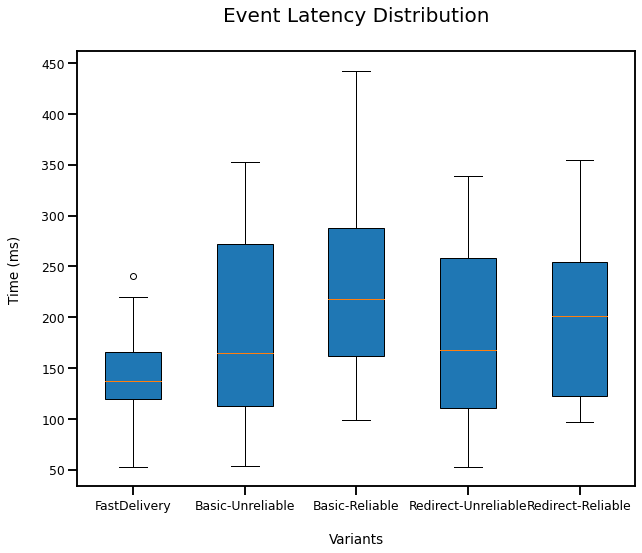 Event Latency Distribution
Time (ms)
450
400
350
300
250
200
150
100
50
FastDelivery Basic-Unreliable Basic-Reliable Redirect-Unreliable Redirect-Reliable
Variants